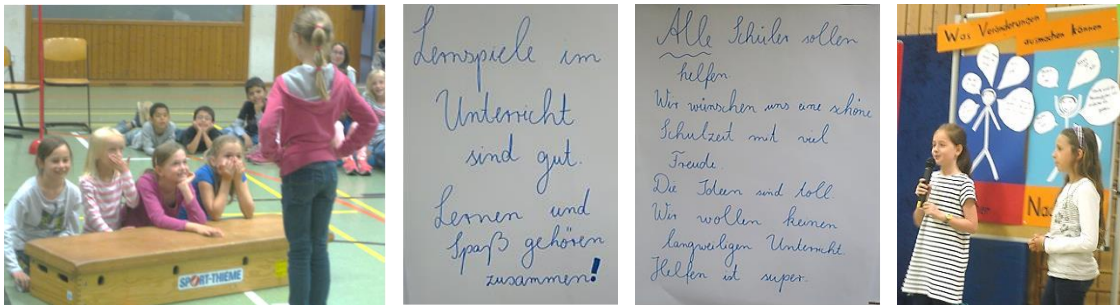 SPORT-THIEME
Lernspiele im
Unterricht
sind gut.
Lernen und
Spaß gehören
zusammen!
Alle Schüler sollen
helfen.
Wir wünschen uns eine schöne
Schulzeit mit viel
Freude.
Die Ideen sind toll.
Wir wollen keinen
langweiligen Unterricht
Helfen ist super.
Was Veränderungen
ausmachen können